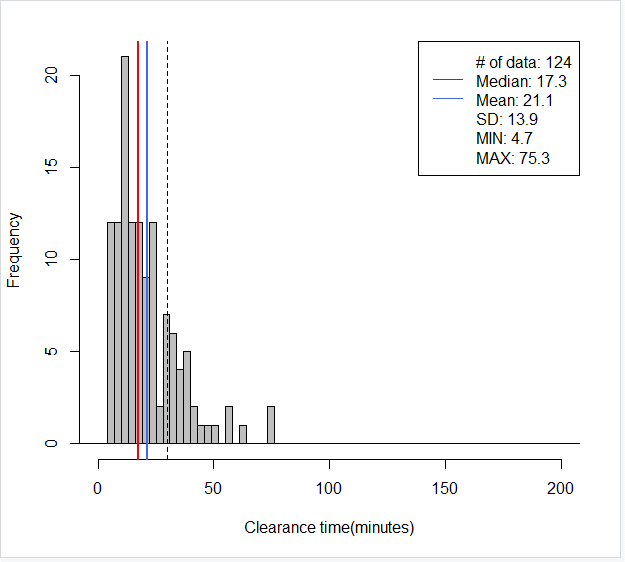 # of data: 124
Median: 17.3
Mean: 21.1
SD: 13.9
MIN: 4.7
MAX: 75.3
Frequency
20
15
10
5
0
0 50 100 150 200
Clearance time(minutes)